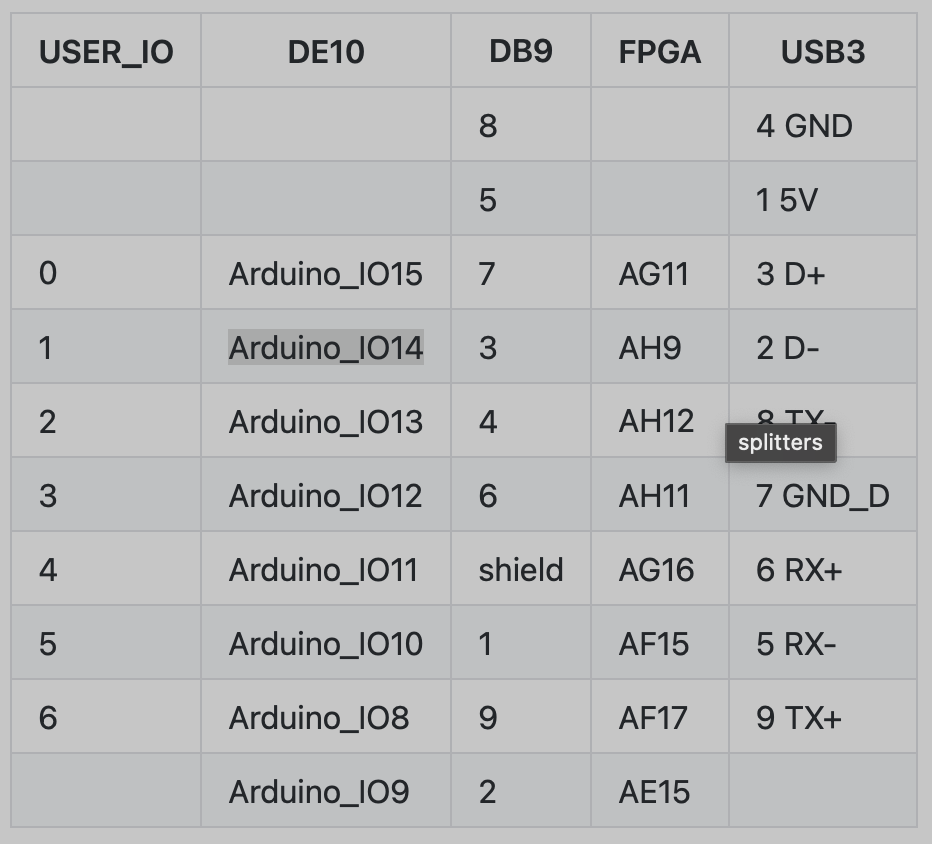 USER_IO DE10 DB9 FPGA USB3
8 4 GND
5 1 5V
0 Arduino_IO15 7 AG11 3 D+
1 Arduino_IO14 3 AH9 2 D-
2 Arduino_IO13 4 AH12 8 TX-
splitters
3 Arduino_IO12 6 AH11 7 GND_D
4 Arduino_IO11 shield AG16 6 RX+
5 Arduino_IO10 1 AF15 5 RX-
6 Arduino_IO8 9 AF17 9 TX+
Arduino_IO9 2 AE15